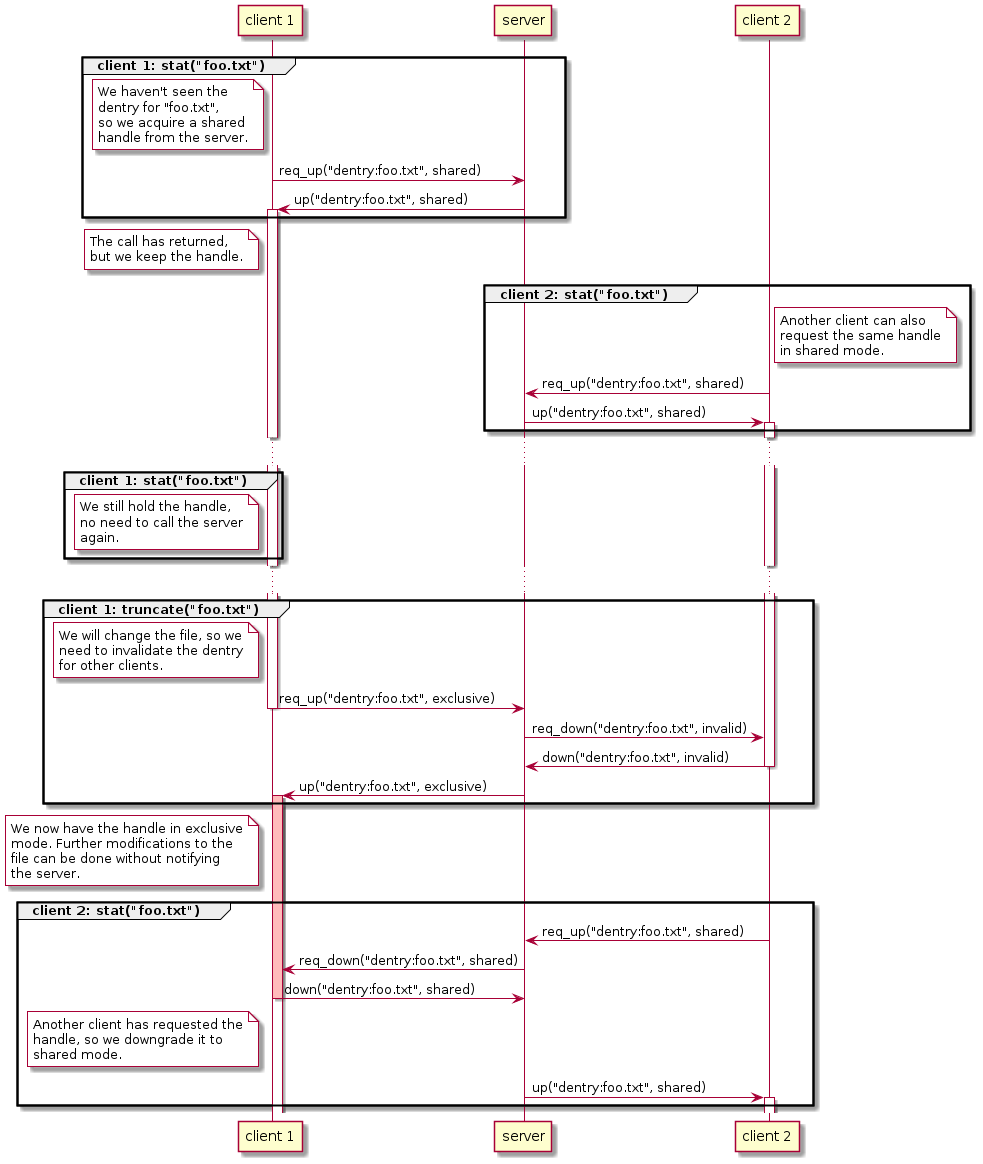 client 1
server
client 2
client 1: stat("foo.txt")
We haven't seen the
dentry for "foo.txt",
so we acquire a shared
handle from the server.
req_up("dentry:foo.txt", shared)
up("dentry:foo.txt", shared)
The call has returned,
but we keep the handle.
client 2: stat("foo.txt")
Another client can also
request the same handle
in shared mode.
req_up("dentry:foo.txt", shared)
up("dentry:foo.txt", shared)
client 1: stat("foo.txt")
We still hold the handle,
no need to call the server
again.
client 1: truncate("foo.txt")
We will change the file, so we
need to invalidate the dentry
for other clients.
req_up("dentry:foo.txt", exclusive)
req_down("dentry:foo.txt", invalid)
down("dentry:foo.txt", invalid)
up("dentry:foo.txt", exclusive)
We now have the handle in exclusive
mode. Further modifications to the
file can be done without notifying
the server.
client 2: stat("foo.txt")
req_up("dentry:foo.txt", shared)
req_down("dentry:foo.txt", shared)
down("dentry:foo.txt", shared)
Another client has requested the
handle, so we downgrade it to
shared mode.
up("dentry:foo.txt", shared)
client 1
server
client 2